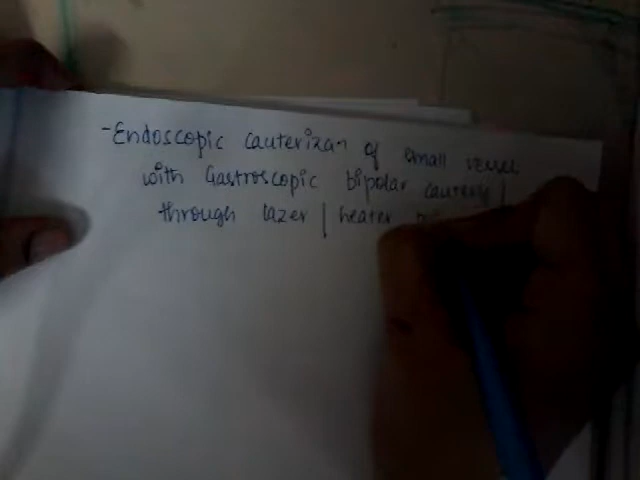 -Endoscopic cauterizan of small vessel
with Gastroscopic bipolar cautery |
through lazer | heater